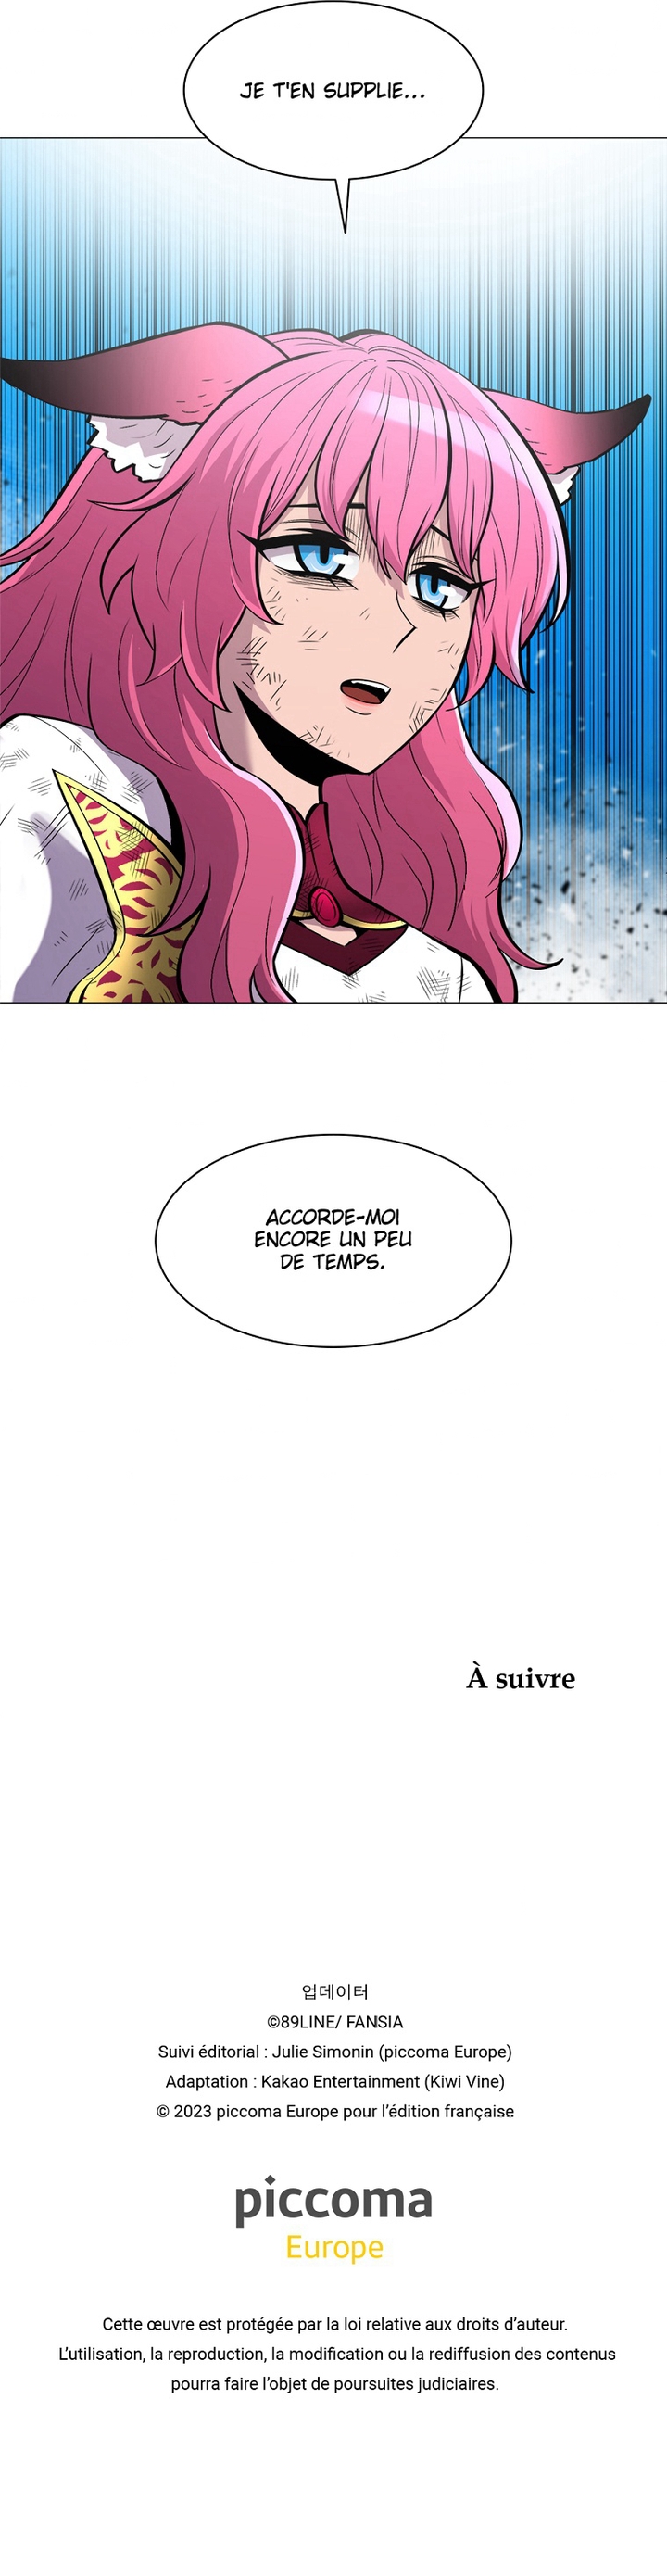 JE T'EN SUPPLIE...
ACCORDE-MOI
ENCORE UN PEU
DE TEMPS.
À suivre
업데이터
©89LINE/ FANSIA
Suivi éditorial : Julie Simonin (piccoma Europe)
Adaptation : Kakao Entertainment (Kiwi Vine)
© 2023 piccoma Europe pour l’édition française
piccoma
Europe
Cette œuvre est protégée par la loi relative aux droits d’auteur.
L’utilisation, la reproduction, la modification ou la rediffusion des contenus
pourra faire l’objet de poursuites judiciaires.